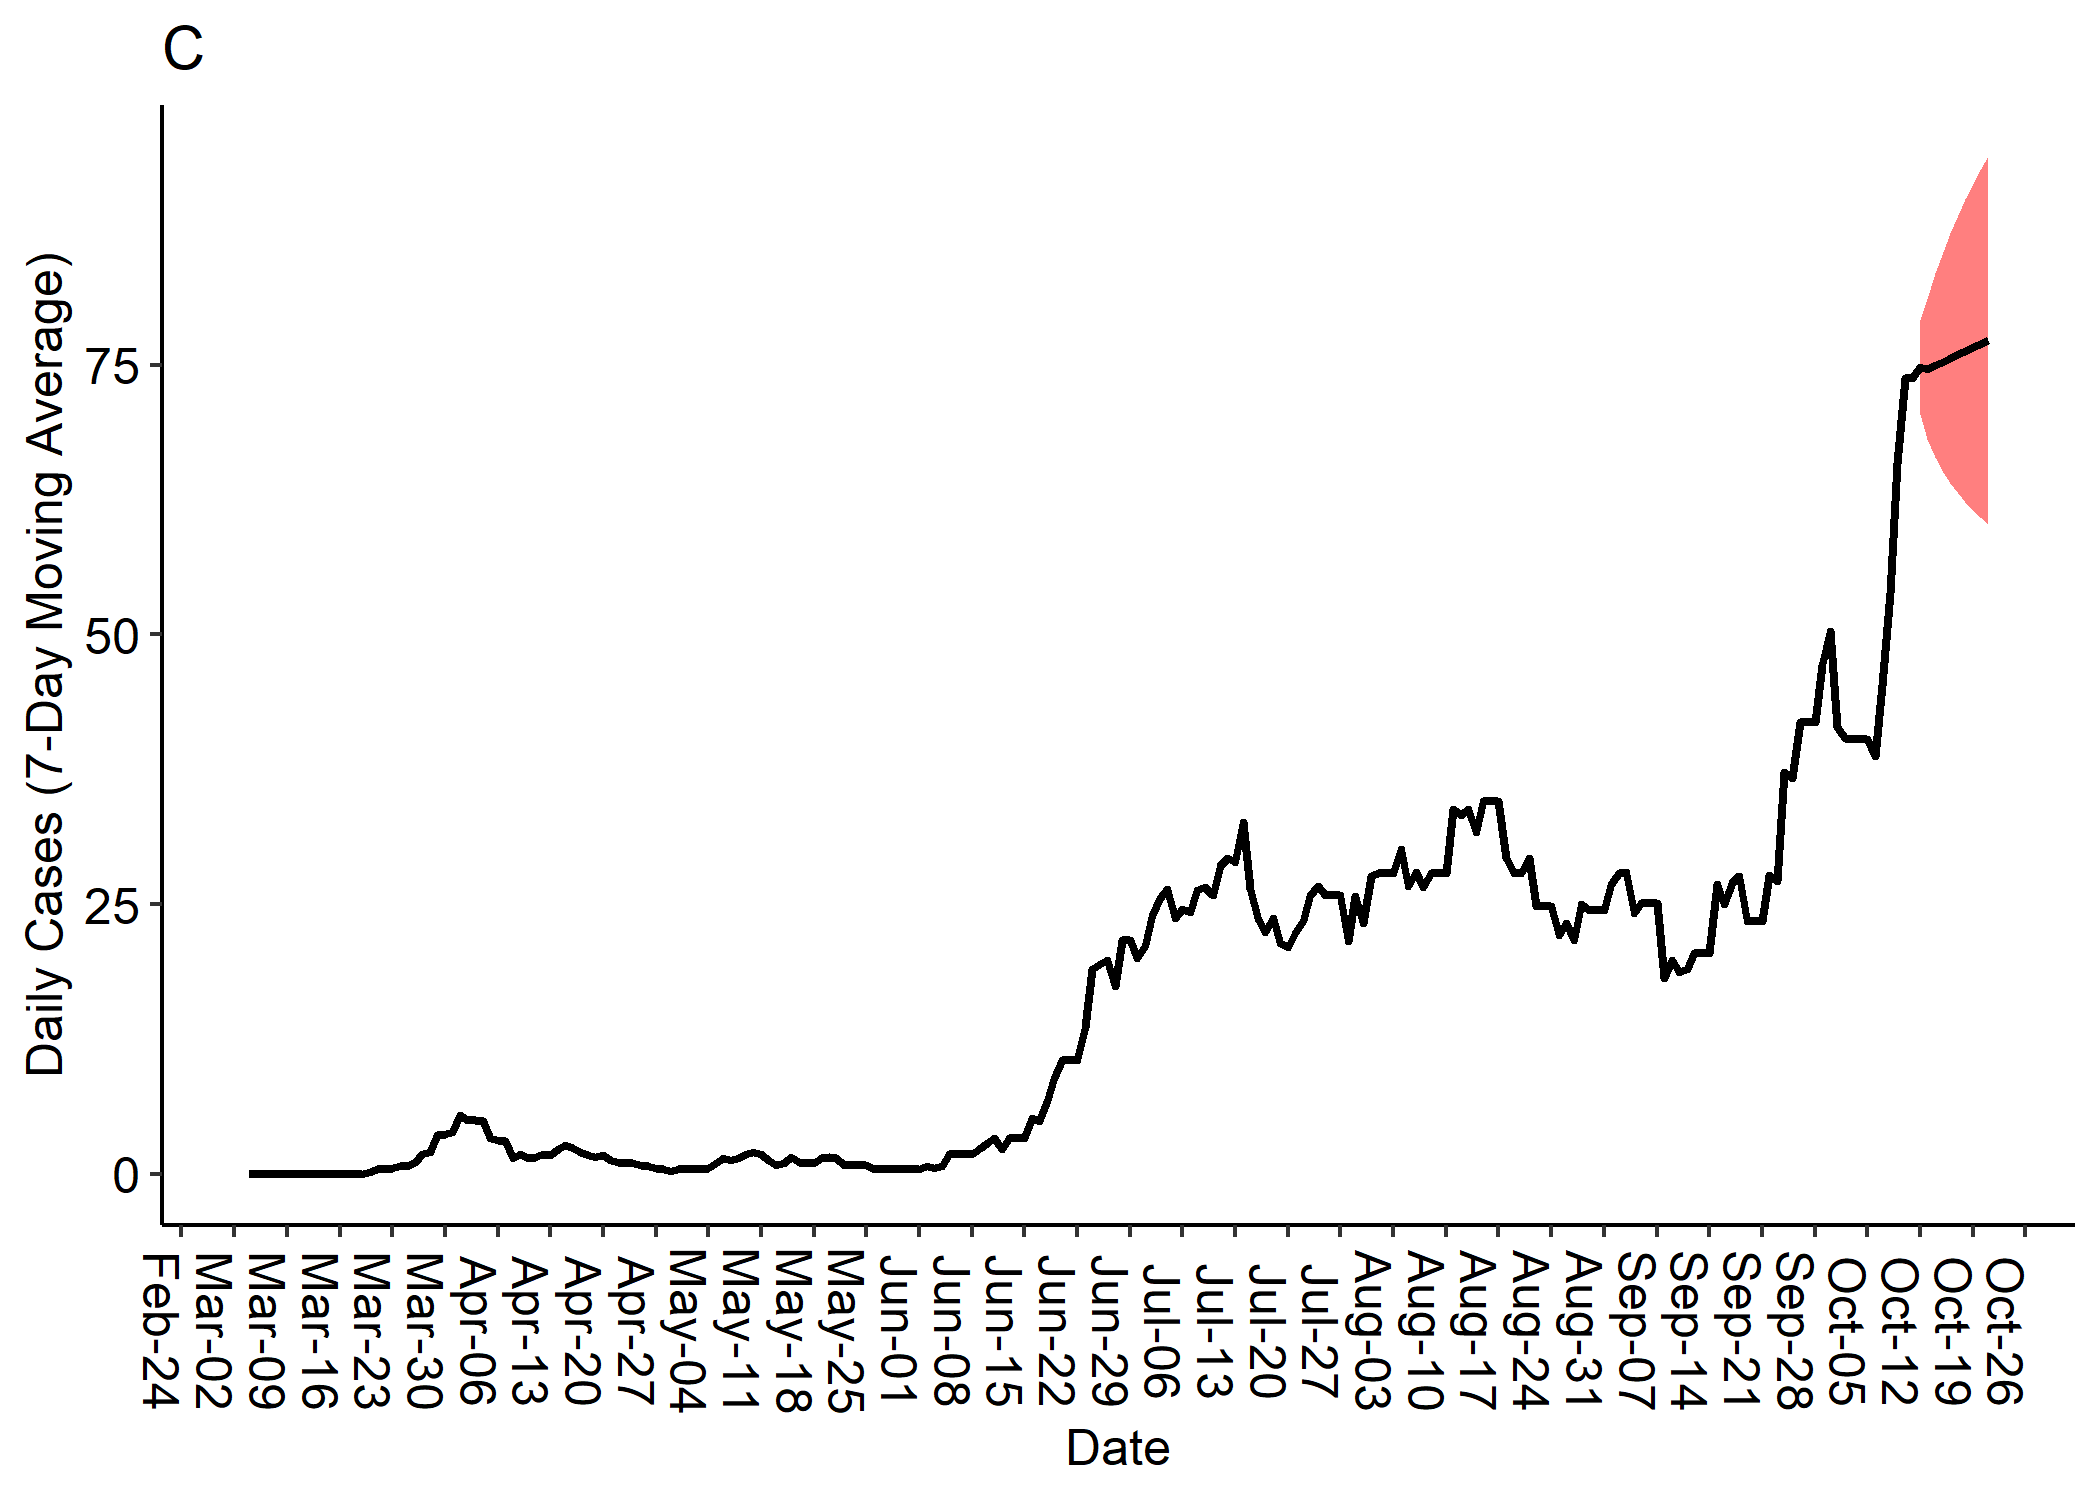 C
Daily Cases (7-Day Moving Average)
75
50
25
0
Feb-24
Mar-02
Mar-09
Mar-16
Mar-23
Mar-30
Apr-06
Apr-13
Apr-20
Apr-27
May-04
May-11
May-18
May-25
Jun-01
Jun-08
Jun-15
Jun-22
Jun-29
Jul-06
Jul-13
Jul-20
Jul-27
Aug-03
Aug-10
Aug-17
Aug-24
Aug-31
Sep-07
Sep-14
Sep-21
Sep-28
Oct-05
Oct-12
Oct-19
Oct-26
Date